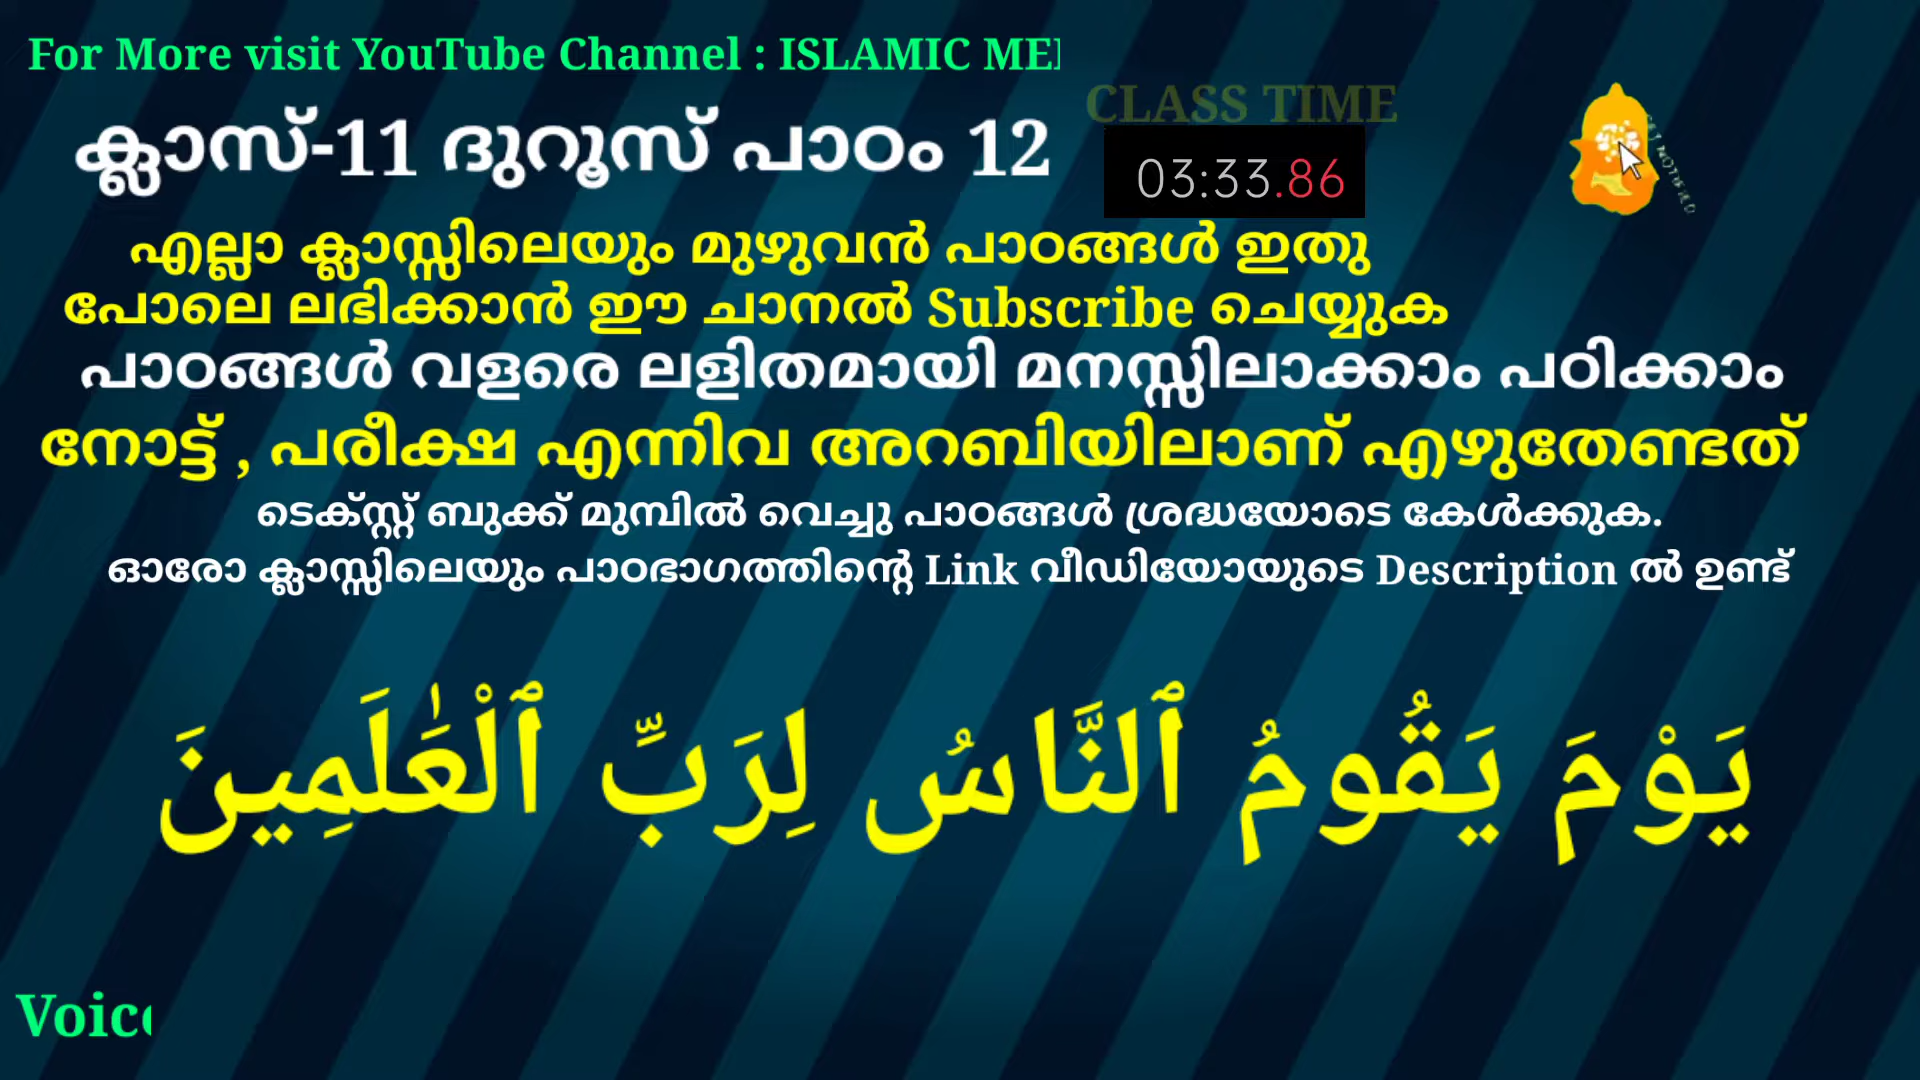 For More visit YouTube Channel : ISLAMIC
CLASS TIME
ക്ലാസ്-11 ദുറൂസ് പാഠം 12
03:33.86
GET NOTIFIED
എല്ലാ ക്ലാസ്സിലെയും മുഴുവൻ പാഠങ്ങൾ ഇതു
പോലെ ലഭിക്കാൻ ഈ ചാനൽ Subscribe ചെയ്യുക
പാഠങ്ങൾ വളരെ ലളിതമായി മനസ്സിലാക്കാം പഠിക്കാം
നോട്ട് , പരീക്ഷ എന്നിവ അറബിയിലാണ് എഴുതേണ്ടത്
ടെക്സ്റ്റ് ബുക്ക് മുമ്പിൽ വെച്ചു പാഠങ്ങൾ ശ്രദ്ധയോടെ കേൾക്കുക.
ഓരോ ക്ലാസ്സിലെയും പാഠഭാഗത്തിന്റെ Link വീഡിയോയുടെ Description ൽ ഉണ്ട്
يَوْمَ يَقُومُ ٱلنَّاسُ لِرَبِّ ٱلْعَٰلَمِينَ